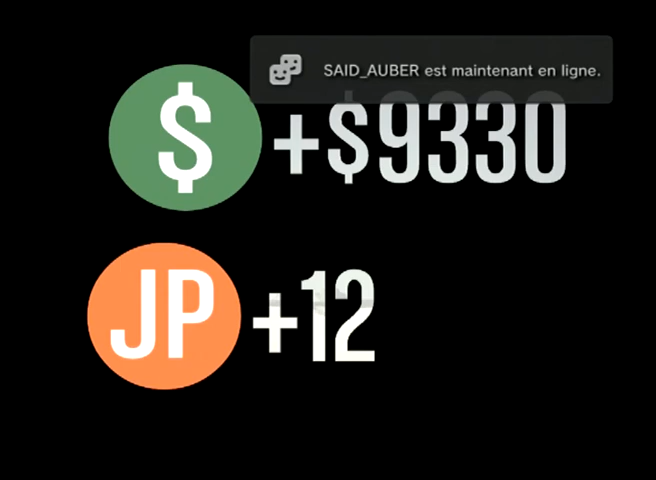 SAID_AUBER est maintenant en ligne.
$ +$9330
JP +12